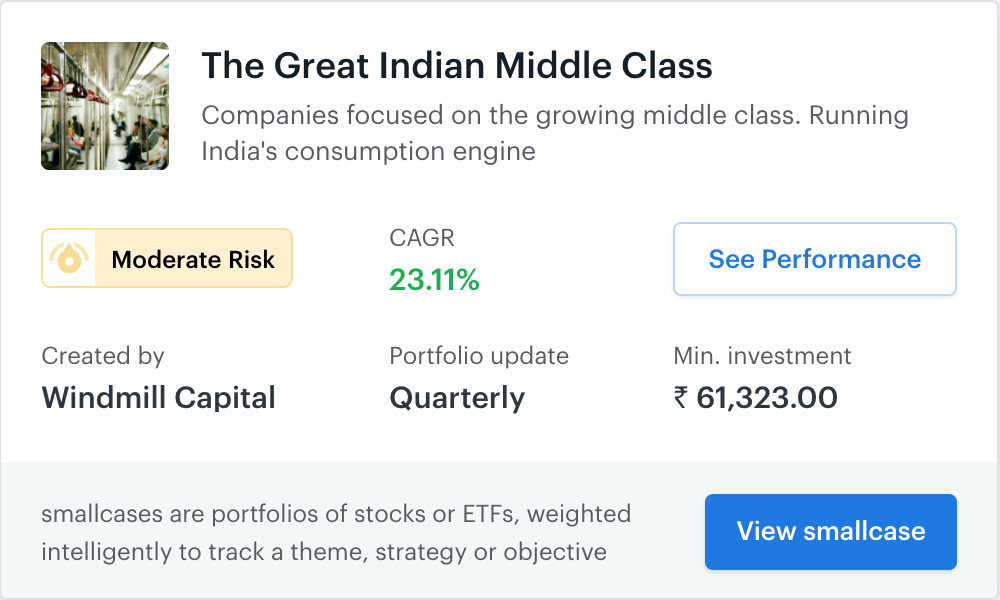 The Great Indian Middle Class
Companies focused on the growing middle class. Running
India's consumption engine
Moderate Risk
CAGR
23.11%
See Performance
Created by
Windmill Capital
Portfolio update
Quarterly
Min. investment
₹ 61,323.00
smallcases are portfolios of stocks or ETFs, weighted
intelligently to track a theme, strategy or objective
View smallcase